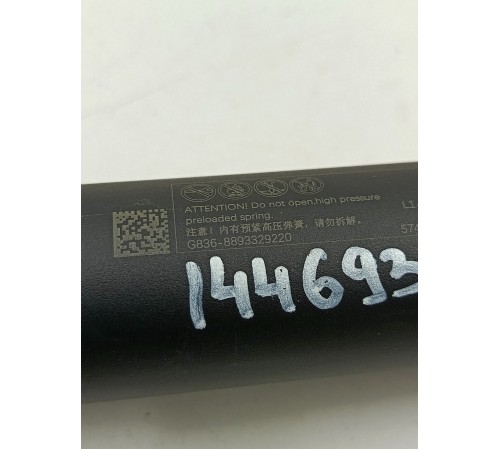 ATTENTION! Do not open,high pressure
preloaded spring.
注意！内有预紧高压弹簧，请勿拆解。
G836-8893329220
L1
574
144693